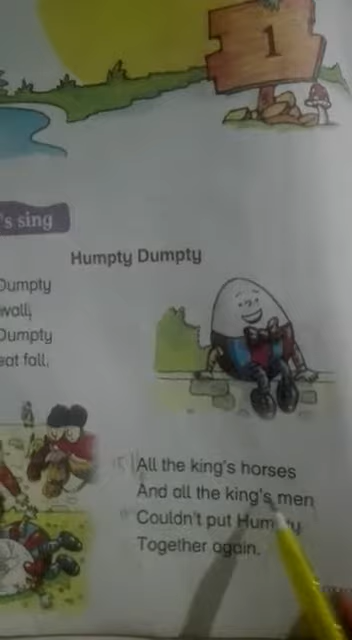 1
's sing
Humpty Dumpty
Dumpty
wall,
Dumpty
eat fall.
All the king's horses
And all the king's men
Couldn't put
Together again.